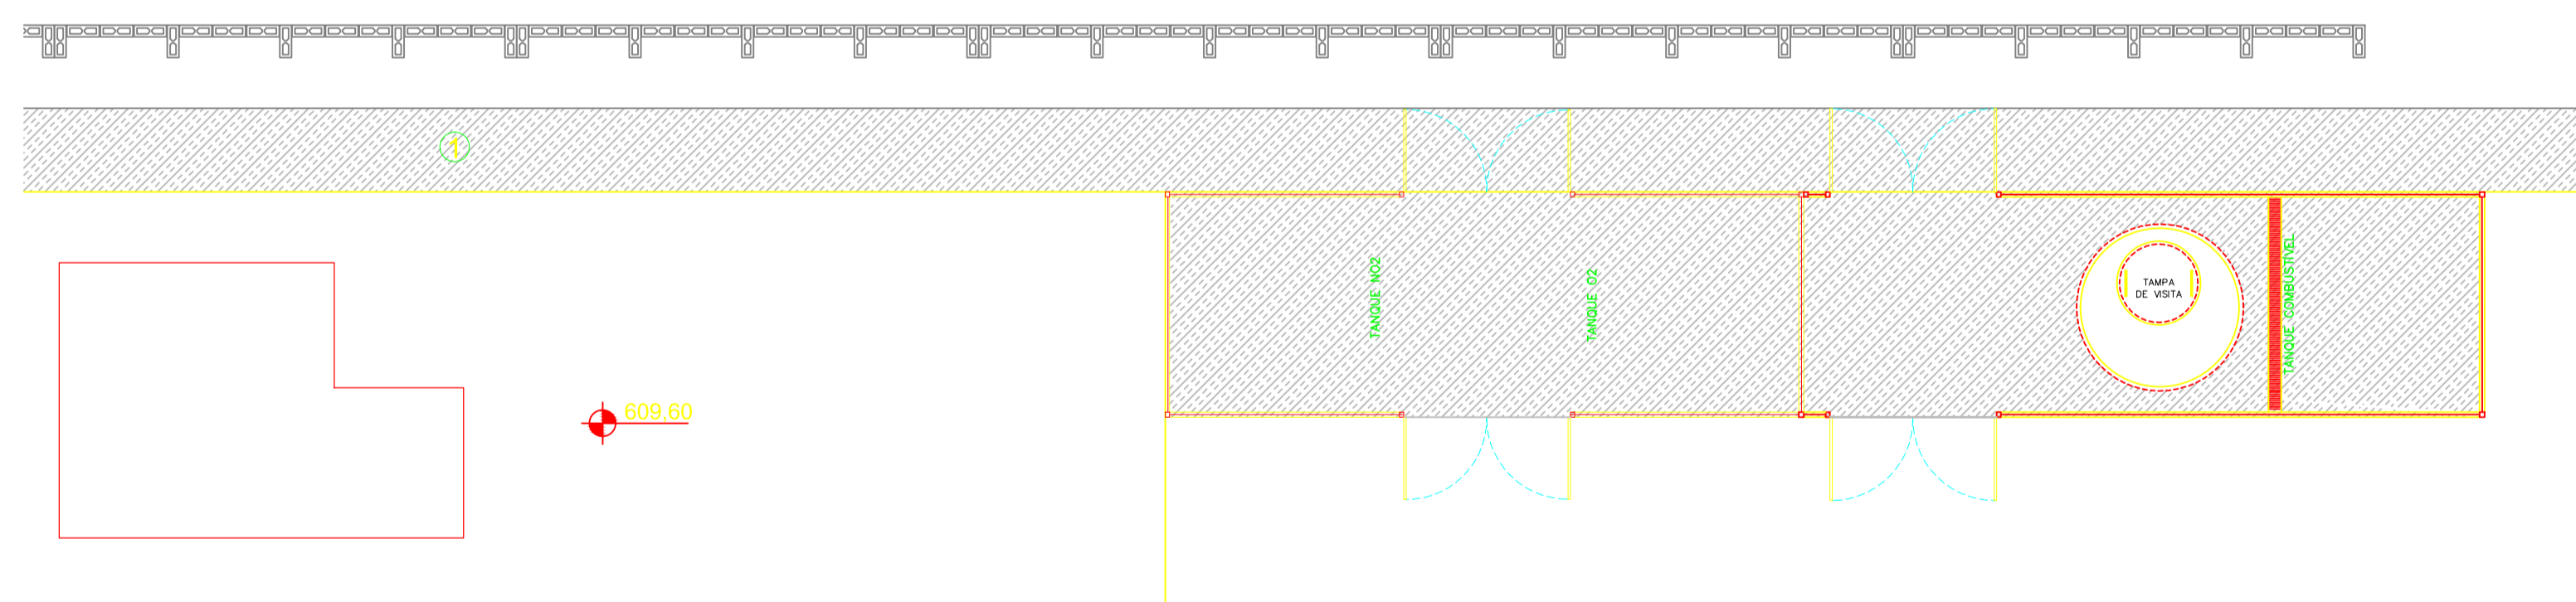 1
609,60
TANQUE NO2
TANQUE O2
TAMPA
DE VISITA
TANQUE COMBUSTIVEL